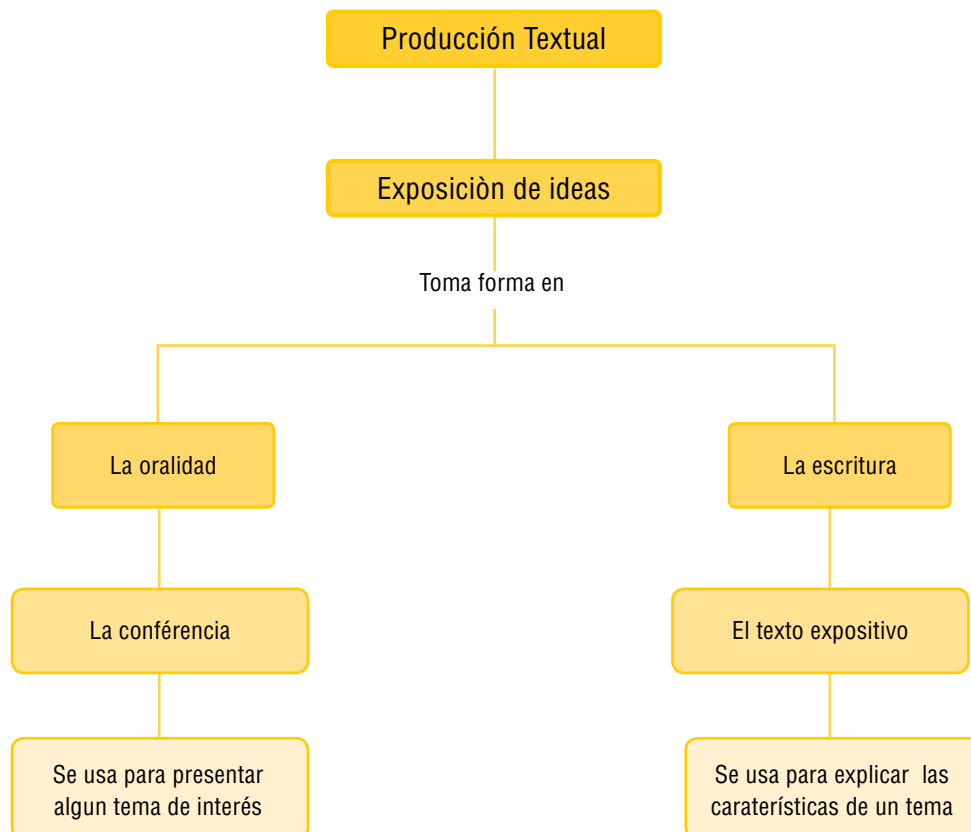 Producción Textual
Exposiciòn de ideas
Toma forma en
La oralidad
La escritura
La conférencia
El texto expositivo
Se usa para presentar
algun tema de interés
Se usa para explicar  las
caraterísticas de un tema